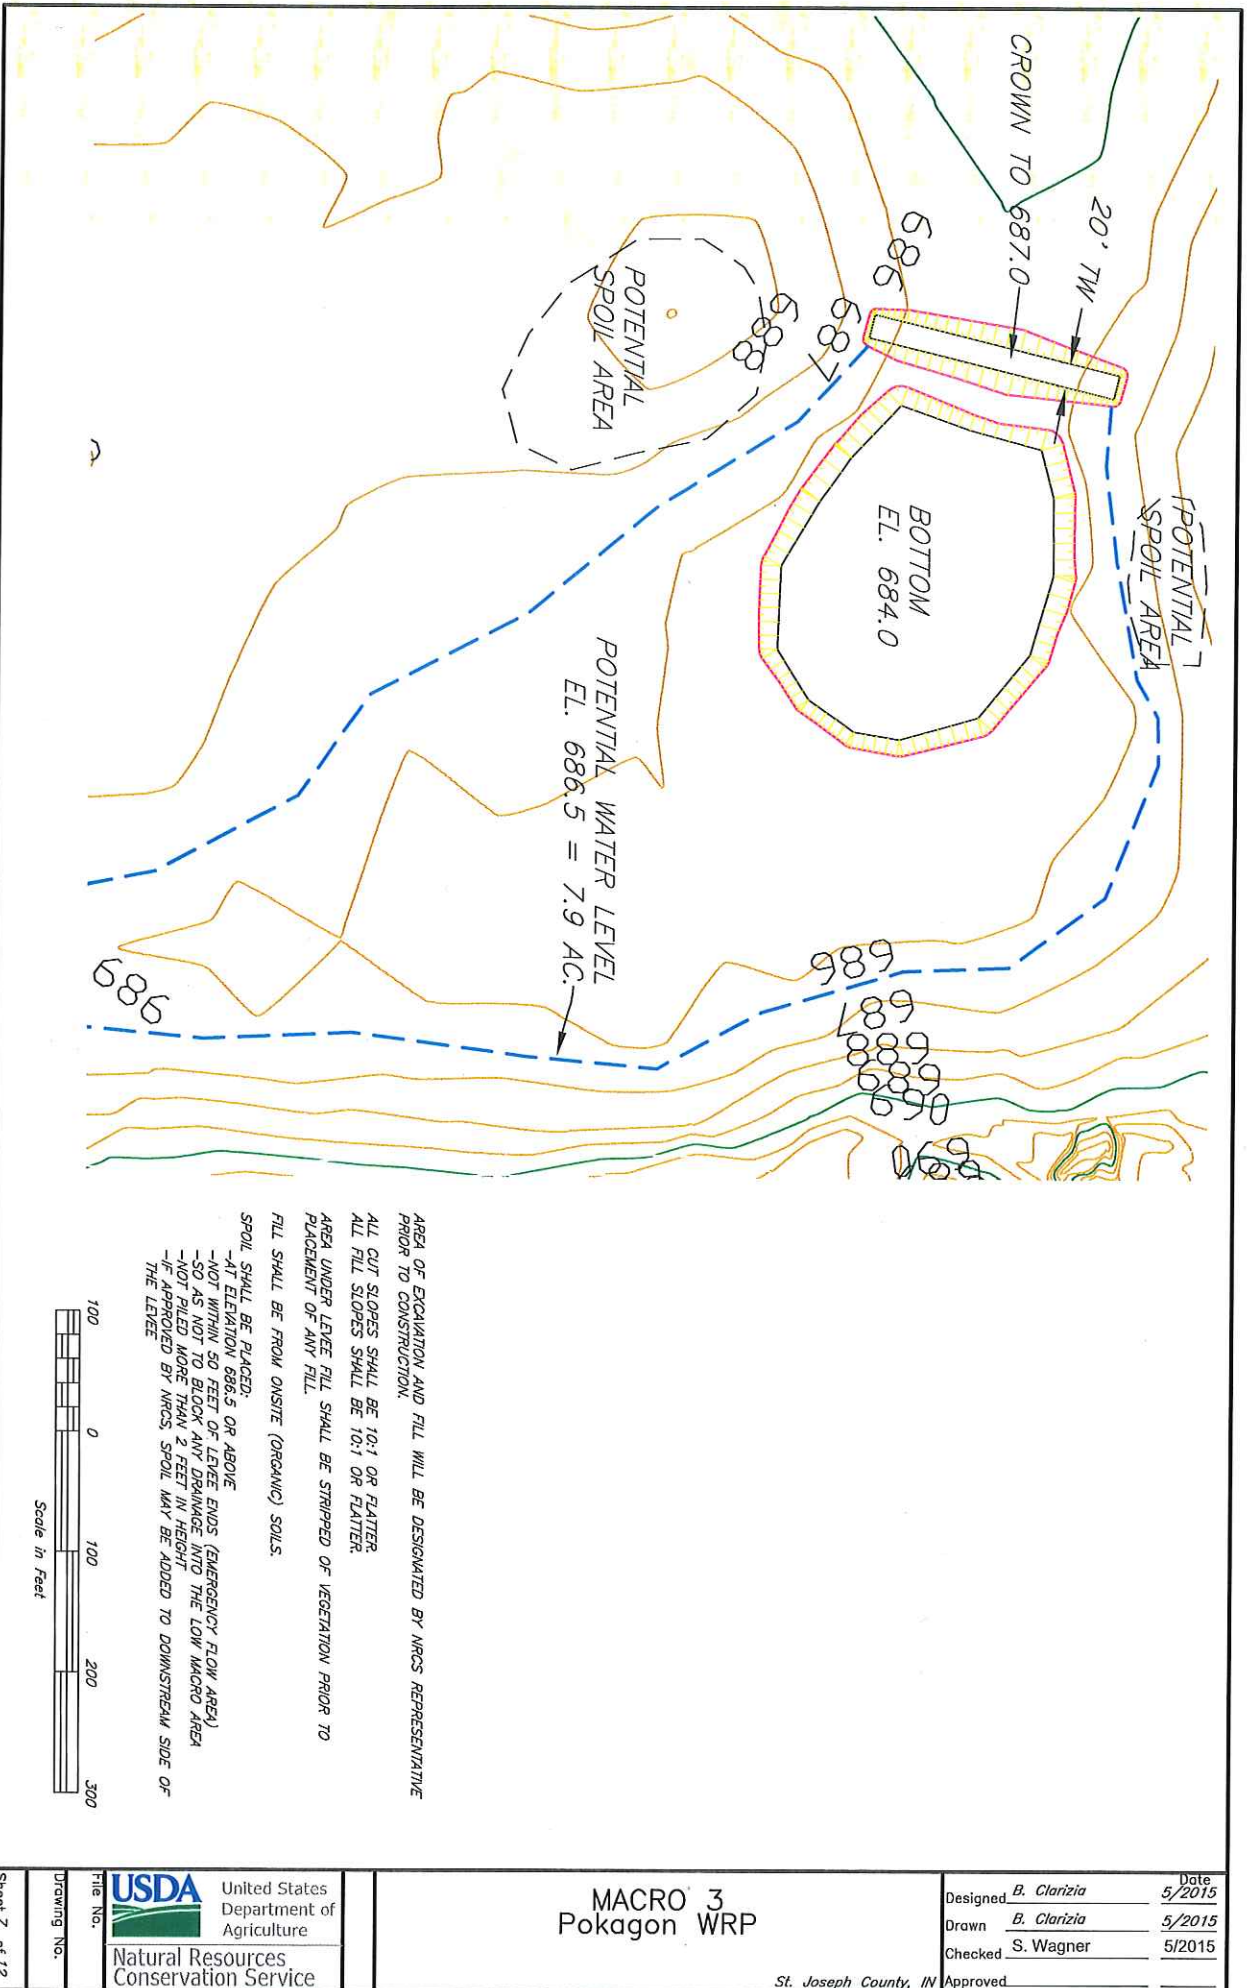 CROWN TO 687.0
20' TW
686
687
688
POTENTIAL
SPOIL AREA
POTENTIAL
SPOIL AREA
BOTTOM
EL. 684.0
POTENTIAL WATER LEVEL
EL. 686.5 = 7.9 AC.
686
686
687
688
689
690
690
AREA OF EXCAVATION AND FILL WILL BE DESIGNATED BY NRCS REPRESENTATIVE
PRIOR TO CONSTRUCTION.
ALL CUT SLOPES SHALL BE 10:1 OR FLATTER.
ALL FILL SLOPES SHALL BE 10:1 OR FLATTER.
AREA UNDER LEVEE FILL SHALL BE STRIPPED OF VEGETATION PRIOR TO
PLACEMENT OF ANY FILL.
FILL SHALL BE FROM ONSITE (ORGANIC) SOILS.
SPOIL SHALL BE PLACED:
-AT ELEVATION 686.5 OR ABOVE
-NOT WITHIN 50 FEET OF LEVEE ENDS (EMERGENCY FLOW AREA)
-SO AS NOT TO BLOCK ANY DRAINAGE INTO THE LOW MACRO AREA
-NOT PILED MORE THAN 2 FEET IN HEIGHT
-IF APPROVED BY NRCS, SPOIL MAY BE ADDED TO DOWNSTREAM SIDE OF
THE LEVEE
100 0 100 200 300
Scale in Feet
File No.
Drawing No.
Sheet 7 of 12
USDA
United States
Department of
Agriculture
Natural Resources
Conservation Service
MACRO 3
Pokagon WRP
St. Joseph County, IN
Date
Designed B. Clarizia 5/2015
Drawn B. Clarizia 5/2015
Checked S. Wagner 5/2015
Approved